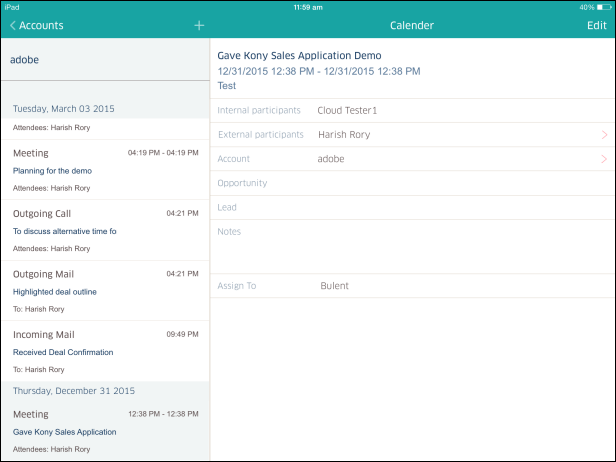 iPad 11:59 am 40%
Accounts + Calender Edit
adobe
Tuesday, March 03 2015
Attendees: Harish Rory
Meeting 04:19 PM - 04:19 PM
Planning for the demo
Attendees: Harish Rory
Outgoing Call 04:21 PM
To discuss alternative time fo
Attendees: Harish Rory
Outgoing Mail 04:21 PM
Highlighted deal outline
To: Harish Rory
Incoming Mail 09:49 PM
Received Deal Confirmation
To: Harish Rory
Thursday, December 31 2015
Meeting 12:38 PM - 12:38 PM
Gave Kony Sales Application
Attendees: Harish Rory
Gave Kony Sales Application Demo
12/31/2015 12:38 PM - 12/31/2015 12:38 PM
Test
Internal participants Cloud Tester1
External participants Harish Rory
Account adobe
Opportunity
Lead
Notes
Assign To Bulent